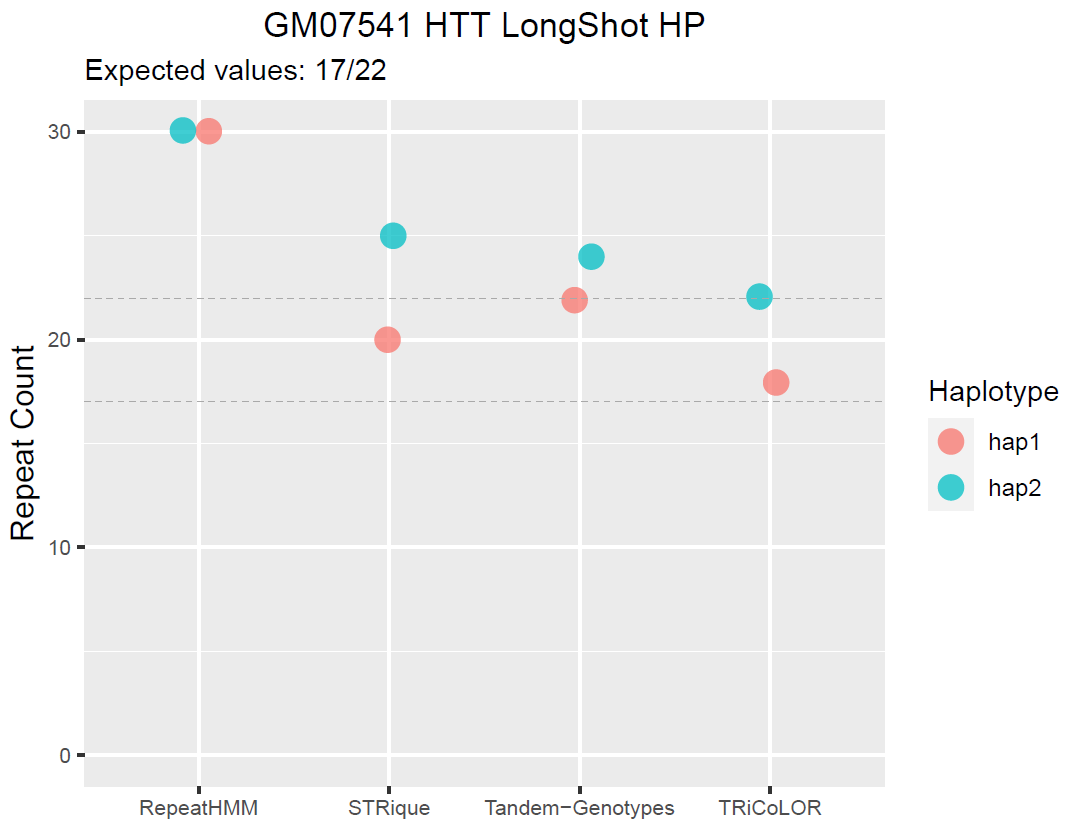 GM07541 HTT LongShot HP
Expected values: 17/22
Repeat Count
30
20
10
0
RepeatHMM STRique Tandem−Genotypes TRiCoLOR
Haplotype
hap1
hap2